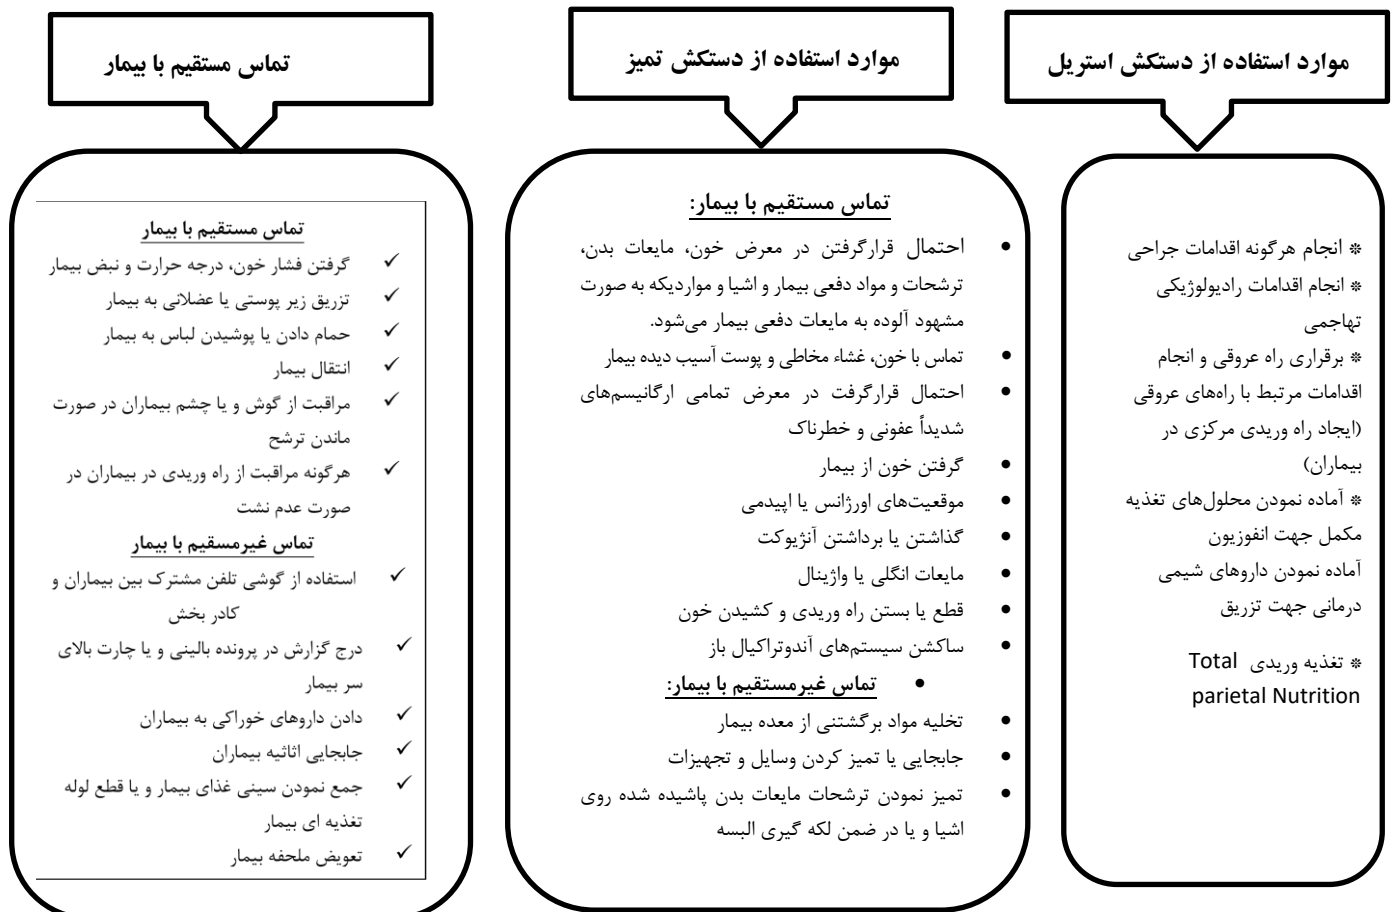 موارد استفاده از دستکش استریل
* انجام هرگونه اقدامات جراحی
* انجام اقدامات رادیولوژیکی
تهاجمی
* برقراری راه عروقی و انجام
اقدامات مرتبط با راه‌های عروقی
(ایجاد راه وریدی مرکزی در
بیماران)
* آماده نمودن محلول‌های تغذیه
مکمل جهت انفوزیون
آماده نمودن داروهای شیمی
درمانی جهت تزریق
* تغذیه وریدی Total
parietal Nutrition
موارد استفاده از دستکش تمیز
تماس مستقیم با بیمار:
• احتمال قرارگرفتن در معرض خون، مایعات بدن،
ترشحات و مواد دفعی بیمار و اشیا و مواردیکه به صورت
مشهود آلوده به مایعات دفعی بیمار می‌شود.
• تماس با خون، غشاء مخاطی و پوست آسیب دیده بیمار
• احتمال قرارگرفت در معرض تمامی ارگانیسم‌های
شدیداً عفونی و خطرناک
• گرفتن خون از بیمار
• موقعیت‌های اورژانس یا اپیدمی
• گذاشتن یا برداشتن آنژیوکت
• مایعات انگلی یا واژینال
• قطع یا بستن راه وریدی و کشیدن خون
• ساکشن سیستم‌های آندوتراکیال باز
• تماس غیرمستقیم با بیمار:
• تخلیه مواد برگشتنی از معده بیمار
• جابجایی یا تمیز کردن وسایل و تجهیزات
• تمیز نمودن ترشحات مایعات بدن پاشیده شده روی
اشیا و یا در ضمن لکه گیری البسه
تماس مستقیم با بیمار
تماس مستقیم با بیمار
✓ گرفتن فشار خون، درجه حرارت و نبض بیمار
✓ تزریق زیر پوستی یا عضلانی به بیمار
✓ حمام دادن یا پوشیدن لباس به بیمار
✓ انتقال بیمار
✓ مراقبت از گوش و یا چشم بیماران در صورت
ماندن ترشح
✓ هرگونه مراقبت از راه وریدی در بیماران در
صورت عدم نشت
تماس غیرمسقیم با بیمار
✓ استفاده از گوشی تلفن مشترک بین بیماران و
کادر بخش
✓ درج گزارش در پرونده بالینی و یا چارت بالای
سر بیمار
✓ دادن داروهای خوراکی به بیماران
✓ جابجایی اثاثیه بیماران
✓ جمع نمودن سینی غذای بیمار و یا قطع لوله
تغذیه ای بیمار
✓ تعویض ملحفه بیمار